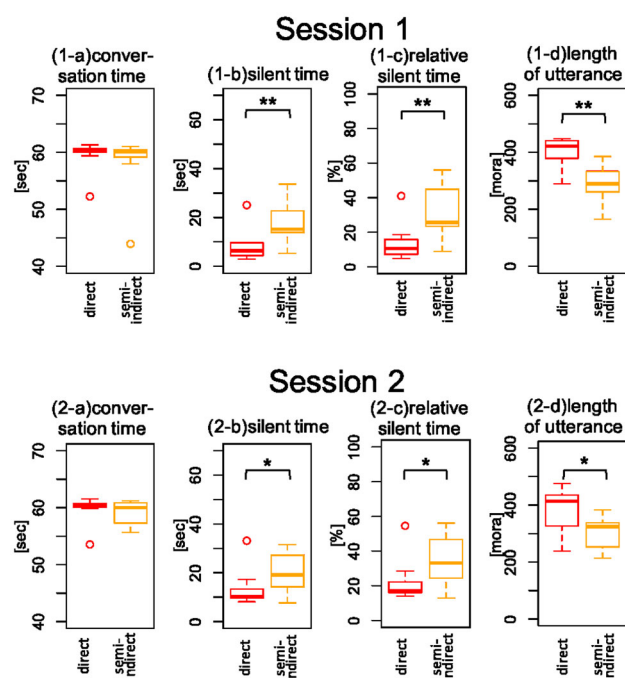 Session 1
(1-a)conver-
sation time
(1-b)silent time
(1-c)relative
silent time
(1-d)length
of utterance
[sec]
70
60
50
40
direct
semi-
indirect
[sec]
60
40
20
0
**
direct
semi-
indirect
[%]
100
80
60
40
20
0
**
direct
semi-
indirect
[mora]
600
400
200
0
**
direct
semi-
indirect
Session 2
(2-a)conver-
sation time
(2-b)silent time
(2-c)relative
silent time
(2-d)length
of utterance
[sec]
70
60
50
40
direct
semi-
ndirect
[sec]
60
40
20
0
*
direct
semi-
ndirect
[%]
100
80
60
40
20
0
*
direct
semi-
ndirect
[mora]
600
400
200
0
*
direct
semi-
ndirect